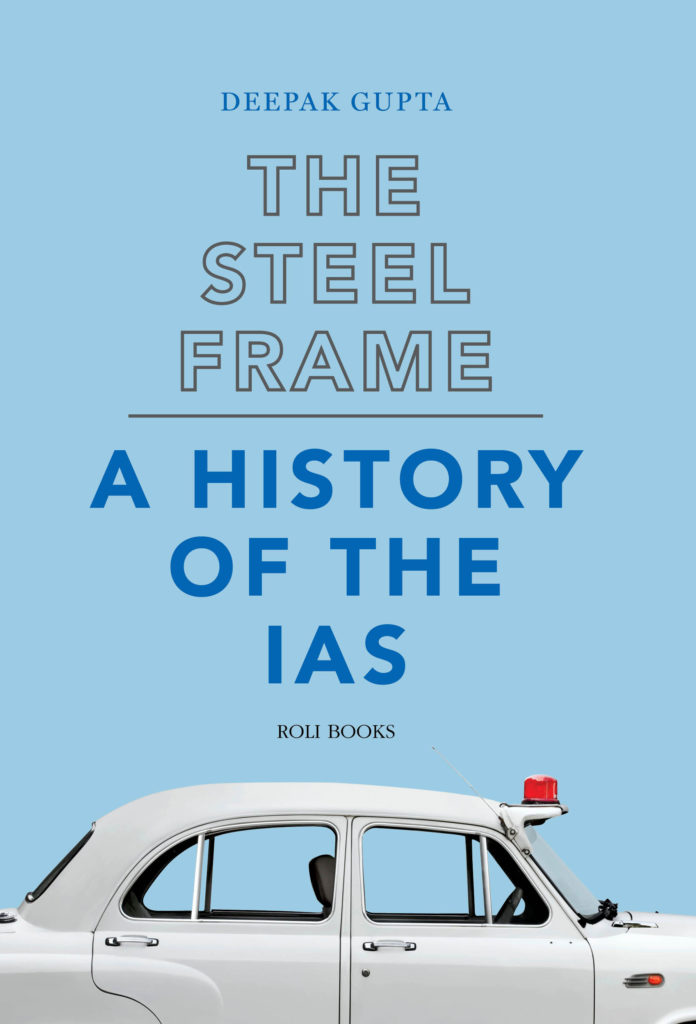 DEEPAK GUPTA
THE
STEEL
FRAME
A HISTORY
OF THE
IAS
ROLI BOOKS